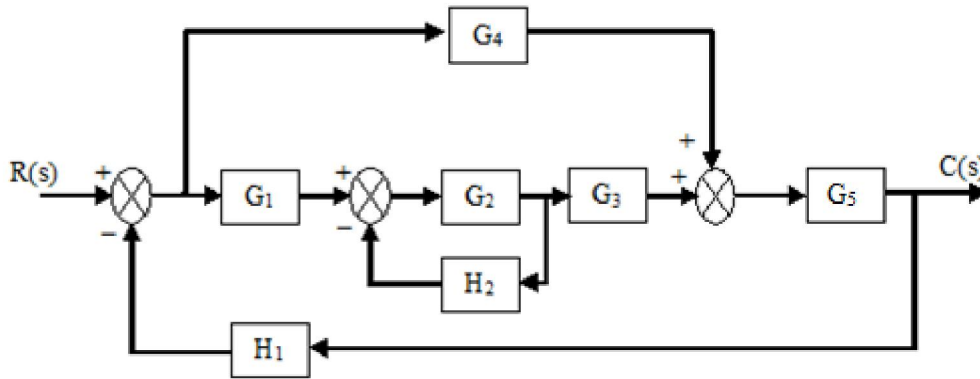 G4
+
R(s)
+
G1
+
G2
G3
+
G5
C(s)
−
−
H2
H1